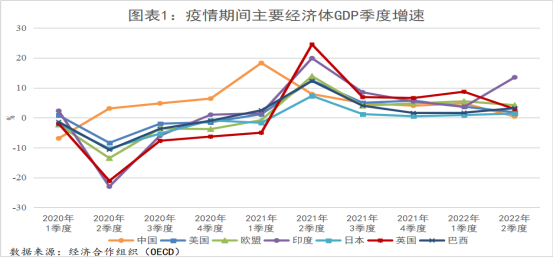 图表1：疫情期间主要经济体GDP季度增速
%
30
20
10
0
-10
-20
-30
2020年 2020年 2020年 2020年 2021年 2021年 2021年 2021年 2022年 2022年
1季度 2季度 3季度 4季度 1季度 2季度 3季度 4季度 1季度 2季度
中国 美国 欧盟 印度 日本 英国 巴西
数据来源：经济合作组织（OECD）